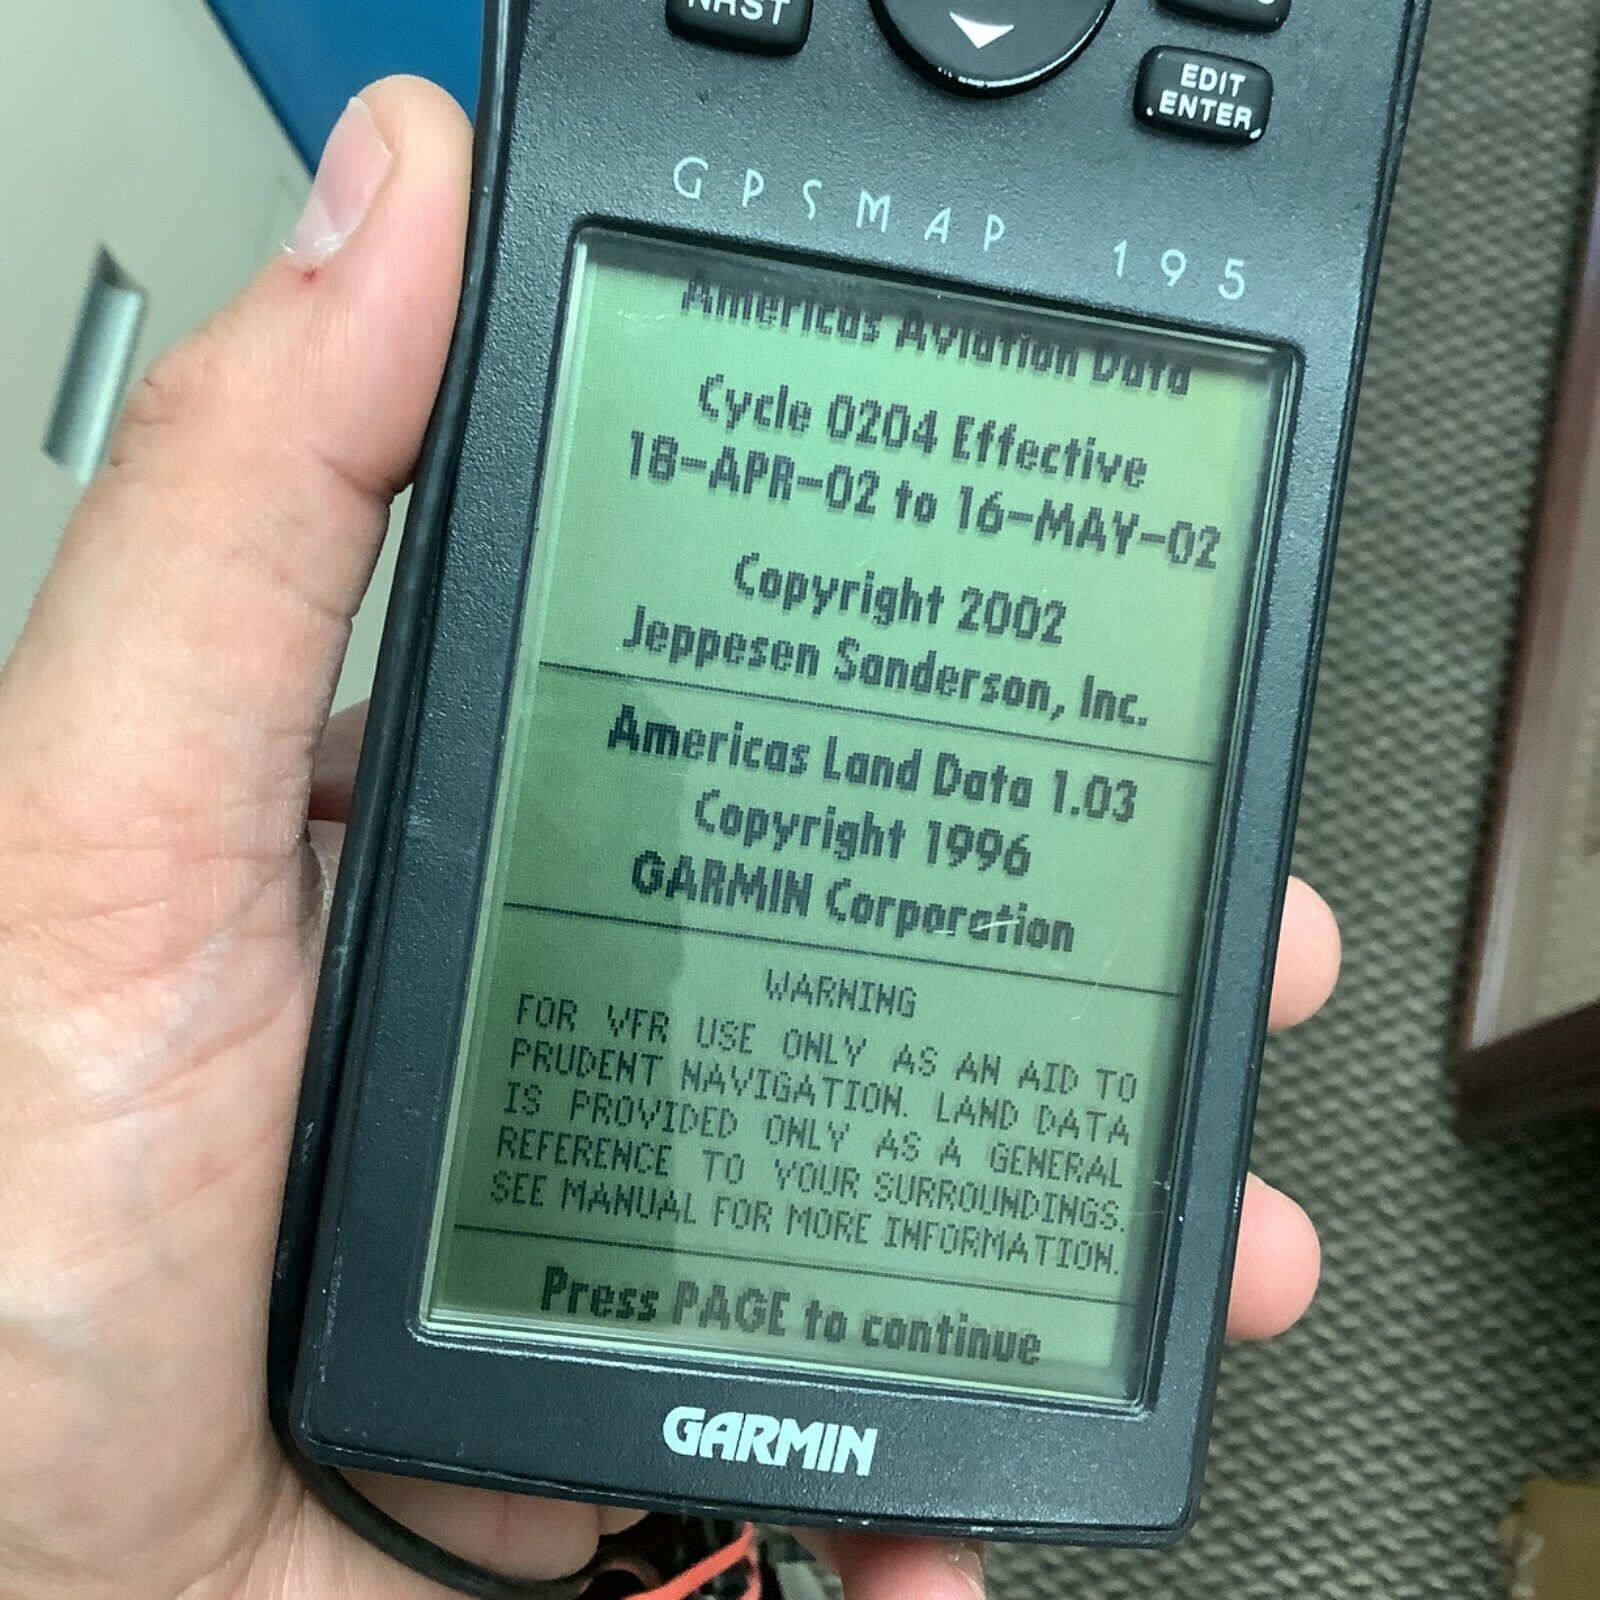 NRST
EDIT
ENTER
GPSMAP 195
Americas Aviation Data
Cycle 0204 Effective
18-APR-02 to 16-MAY-02
Copyright 2002
Jeppesen Sanderson, Inc.
Americas Land Data 1.03
Copyright 1996
GARMIN Corporation
WARNING
FOR VFR USE ONLY AS AN AID TO
PRUDENT NAVIGATION. LAND DATA
IS PROVIDED ONLY AS A GENERAL
REFERENCE TO YOUR SURROUNDINGS.
SEE MANUAL FOR MORE INFORMATION.
Press PAGE to continue
GARMIN